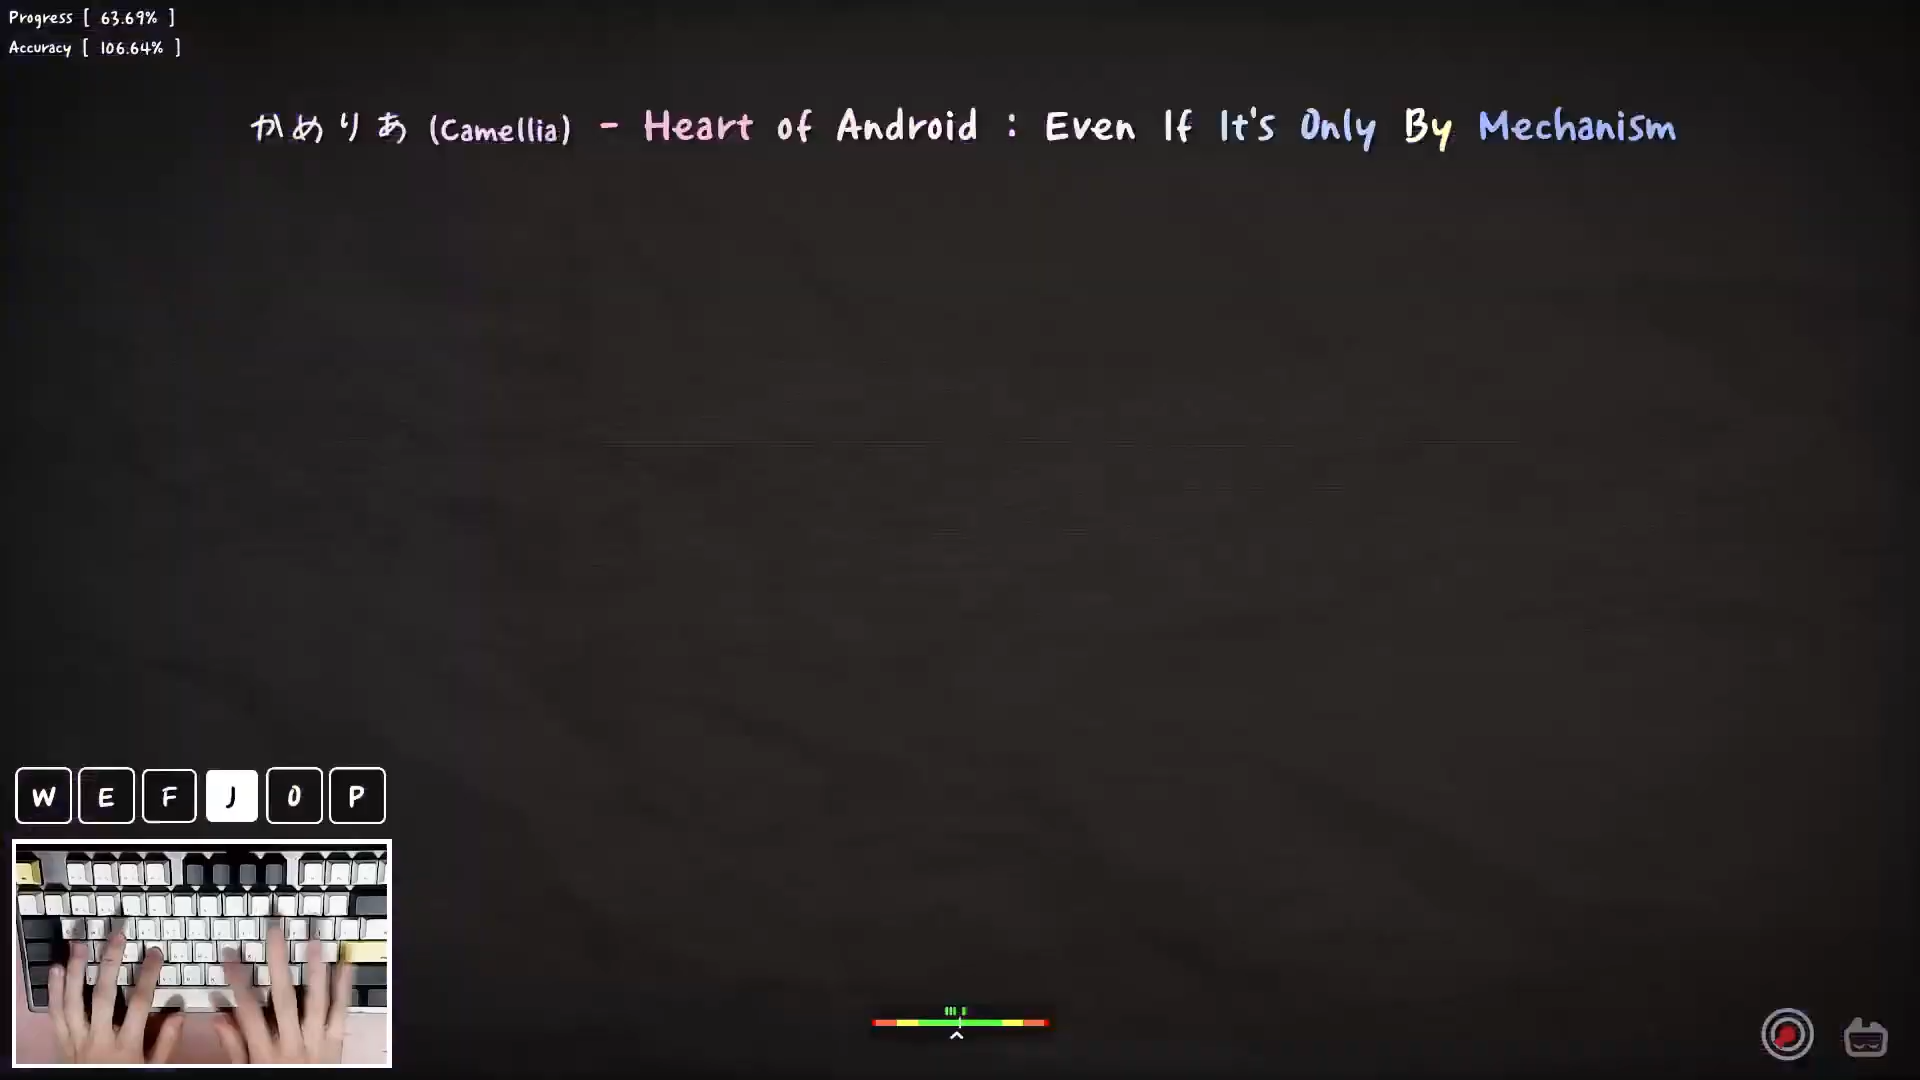 Progress [ 63.69% ]
Accuracy [ 106.64% ]
かめりあ (Camellia) - Heart of Android : Even If It's Only By Mechanism
W E F J O P